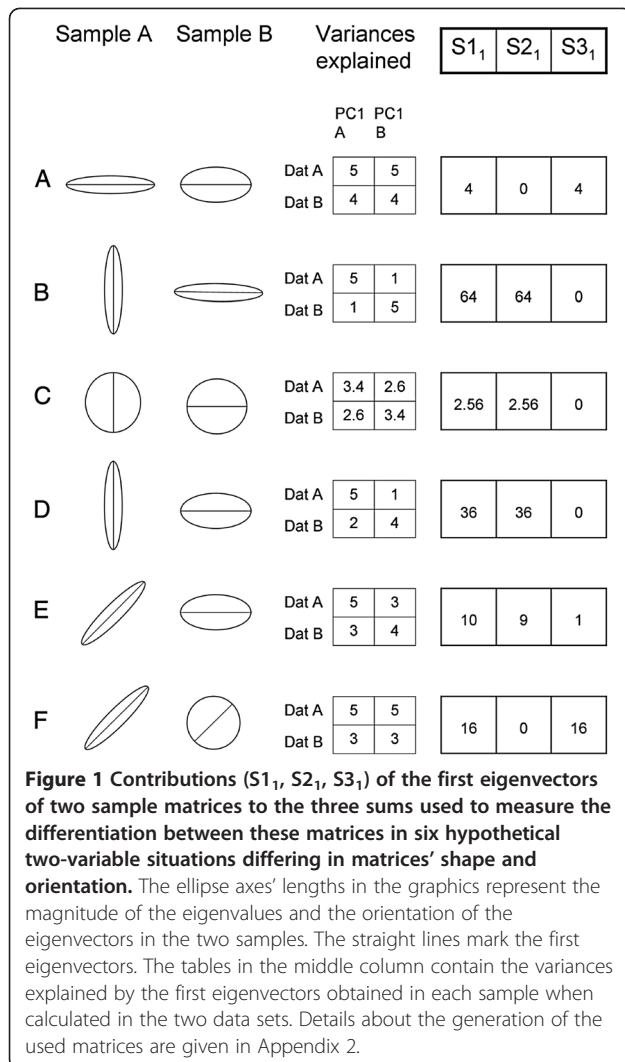 Sample A Sample B Variances explained S1₁ S2₁ S3₁
PC1 A PC1 B
A Dat A 5 5
Dat B 4 4
4 0 4
B Dat A 5 1
Dat B 1 5
64 64 0
C Dat A 3.4 2.6
Dat B 2.6 3.4
2.56 2.56 0
D Dat A 5 1
Dat B 2 4
36 36 0
E Dat A 5 3
Dat B 3 4
10 9 1
F Dat A 5 5
Dat B 3 3
16 0 16
Figure 1 Contributions (S1₁, S2₁, S3₁) of the first eigenvectors
of two sample matrices to the three sums used to measure the
differentiation between these matrices in six hypothetical
two-variable situations differing in matrices' shape and
orientation. The ellipse axes' lengths in the graphics represent the
magnitude of the eigenvalues and the orientation of the
eigenvectors in the two samples. The straight lines mark the first
eigenvectors. The tables in the middle column contain the variances
explained by the first eigenvectors obtained in each sample when
calculated in the two data sets. Details about the generation of the
used matrices are given in Appendix 2.